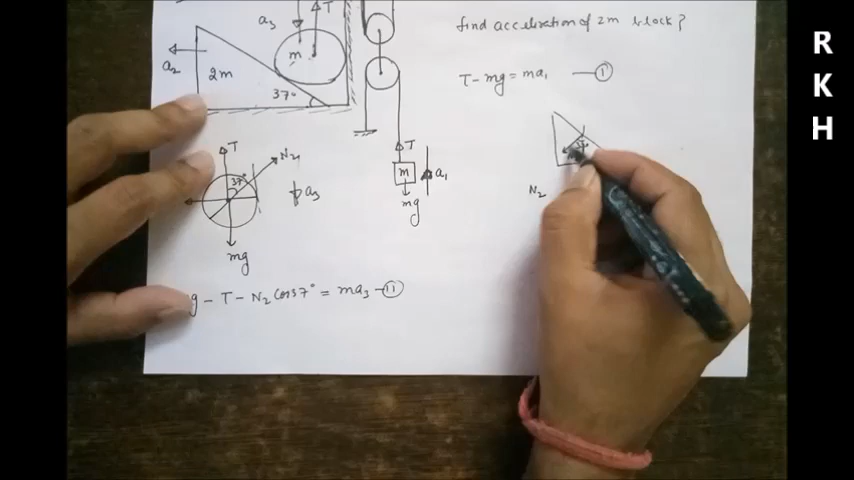 find acceleration of 2m block?
T
a3
m
a2
2m
37°
T - mg = ma1 —(1)
T
N2
37°
a3
mg
T
m
a1
mg
N2
g - T - N2 cos37° = ma3 —(11)
R
K
H